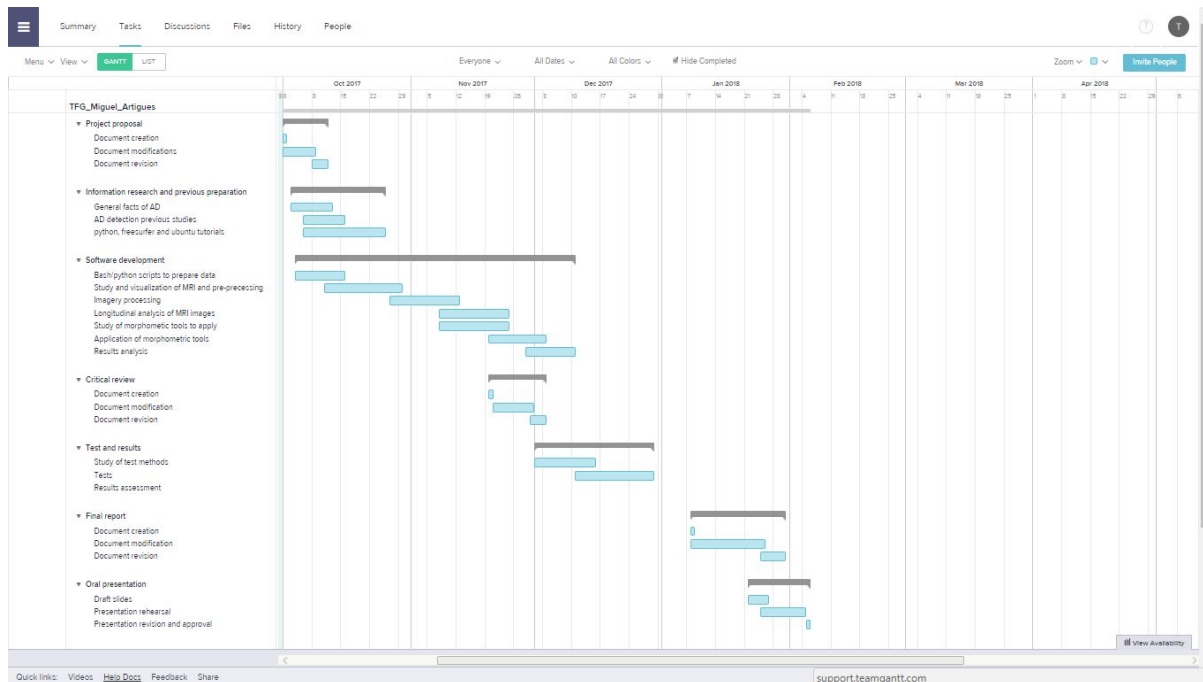 Summary Tasks Discussions Files History People ? T
Menu View GANTT LIST Everyone All Dates All Colors Hide Completed Zoom Invite People
Oct 2017 Nov 2017 Dec 2017 Jan 2018 Feb 2018 Mar 2018 Apr 2018
8 15 22 29 5 12 19 26 3 10 17 24 31 7 14 21 28 4 11 18 25 4 11 18 25 1 8 15 22 29 6
TFG_Miguel_Artigues
Project proposal
Document creation
Document modifications
Document revision
Information research and previous preparation
General facts of AD
AD detection previous studies
python, freesurfer and ubuntu tutorials
Software development
Bash/python scripts to prepare data
Study and visualization of MRI and pre-precessing
Imagery processing
Longitudinal analysis of MRI images
Study of morphometic tools to apply
Application of morphometric tools
Results analysis
Critical review
Document creation
Document modification
Document revision
Test and results
Study of test methods
Tests
Results assessment
Final report
Document creation
Document modification
Document revision
Oral presentation
Draft slides
Presentation rehearsal
Presentation revision and approval
View Availability
Quick links: Videos Help Docs Feedback Share support.teamgantt.com